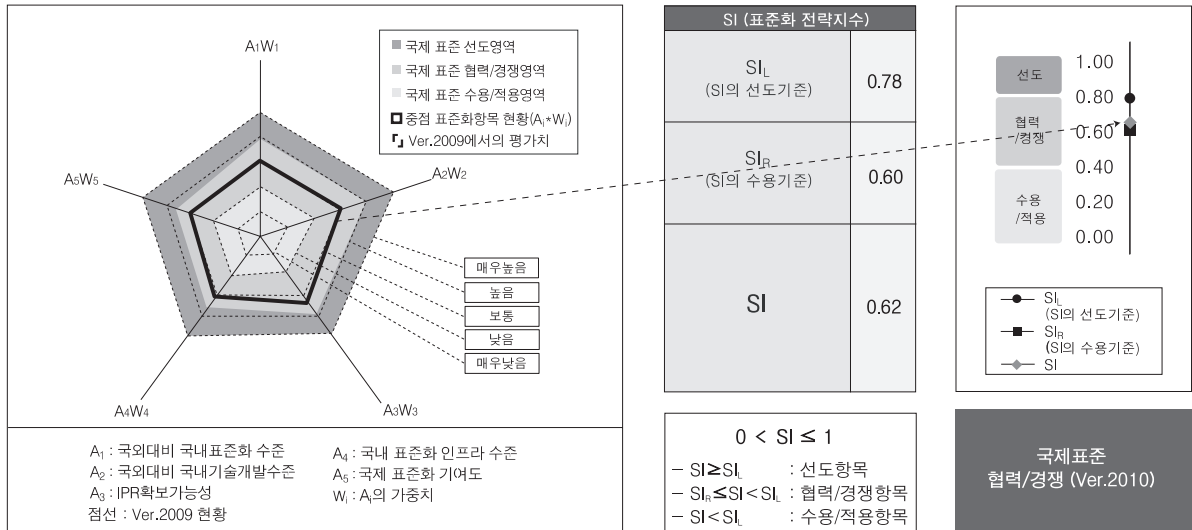 A₁W₁
■ 국제 표준 선도영역
■ 국제 표준 협력/경쟁영역
■ 국제 표준 수용/적용영역
중점 표준화항목 현황(Aᵢ*Wᵢ)
Ver.2009에서의 평가치
A₅W₅
A₂W₂
매우높음
높음
보통
낮음
매우낮음
A₄W₄
A₃W₃
A₁ : 국외대비 국내표준화 수준
A₂ : 국외대비 국내기술개발수준
A₃ : IPR확보가능성
점선 : Ver.2009 현황
A₄ : 국내 표준화 인프라 수준
A₅ : 국제 표준화 기여도
Wᵢ : Aᵢ의 가중치
SI (표준화 전략지수)
SI_L
(SI의 선도기준)
0.78
SI_R
(SI의 수용기준)
0.60
SI
0.62
0 < SI ≤ 1
– SI≥SI_L : 선도항목
– SI_R≤SI<SI_L : 협력/경쟁항목
– SI<SI_L : 수용/적용항목
선도
협력
/경쟁
수용
/적용
1.00
0.80
0.60
0.40
0.20
0.00
SI_L
(SI의 선도기준)
SI_R
(SI의 수용기준)
SI
국제표준
협력/경쟁 (Ver.2010)